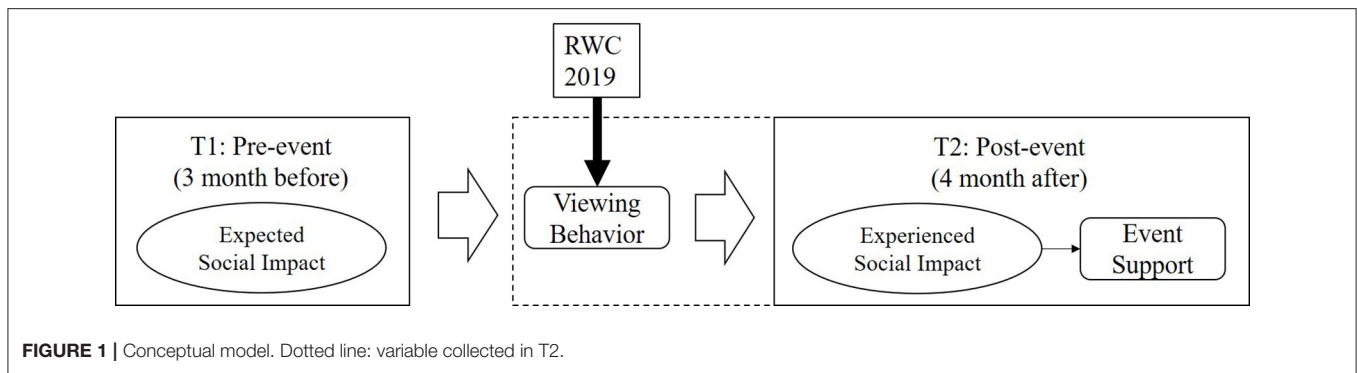 RWC
2019
T1: Pre-event
(3 month before)
Expected
Social Impact
Viewing
Behavior
T2: Post-event
(4 month after)
Experienced
Social Impact
Event
Support
FIGURE 1 | Conceptual model. Dotted line: variable collected in T2.